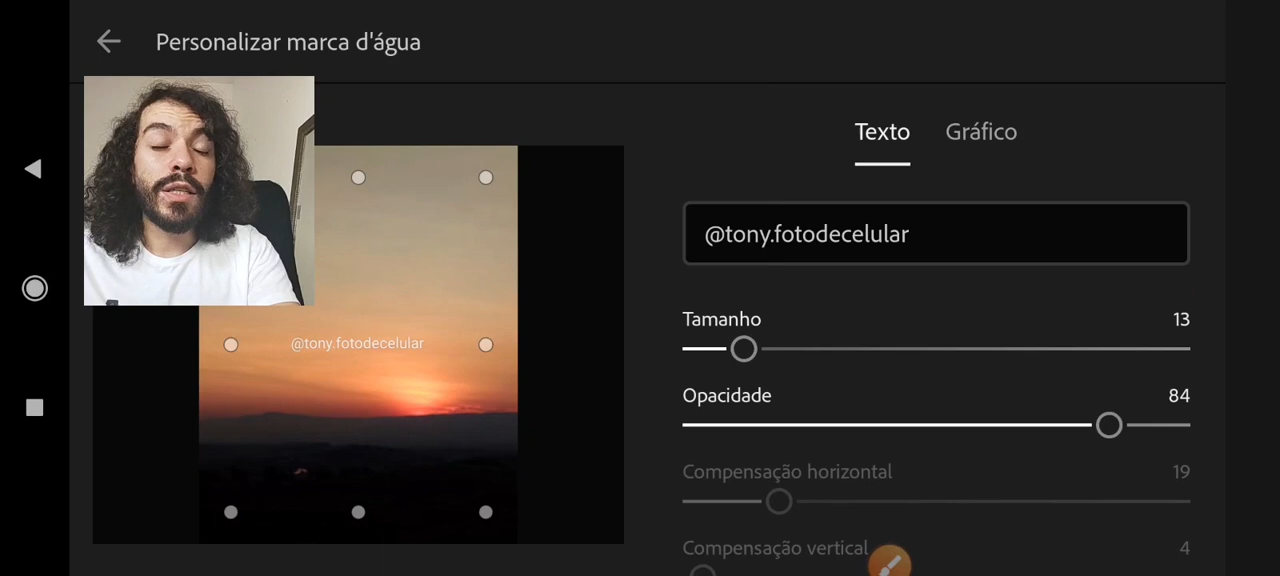 Personalizar marca d'água
Texto Gráfico
@tony.fotodecelular
Tamanho 13
Opacidade 84
Compensação horizontal 19
Compensação vertical 4
@tony.fotodecelular